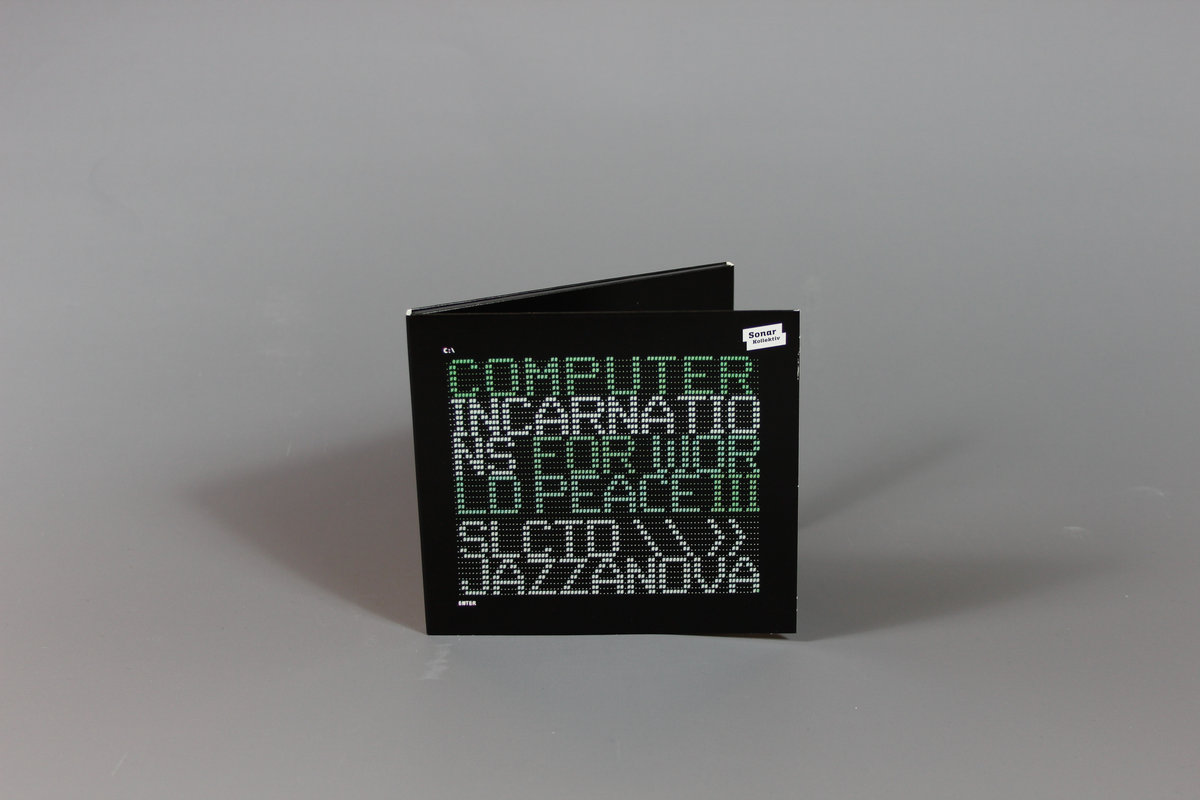 Sonar
Kollektiv
C:\
COMPUTER
INCARNATIO
NS FOR WOR
LD PEACE III
SLCTD \\ >>
JAZZANOVA
ENTER